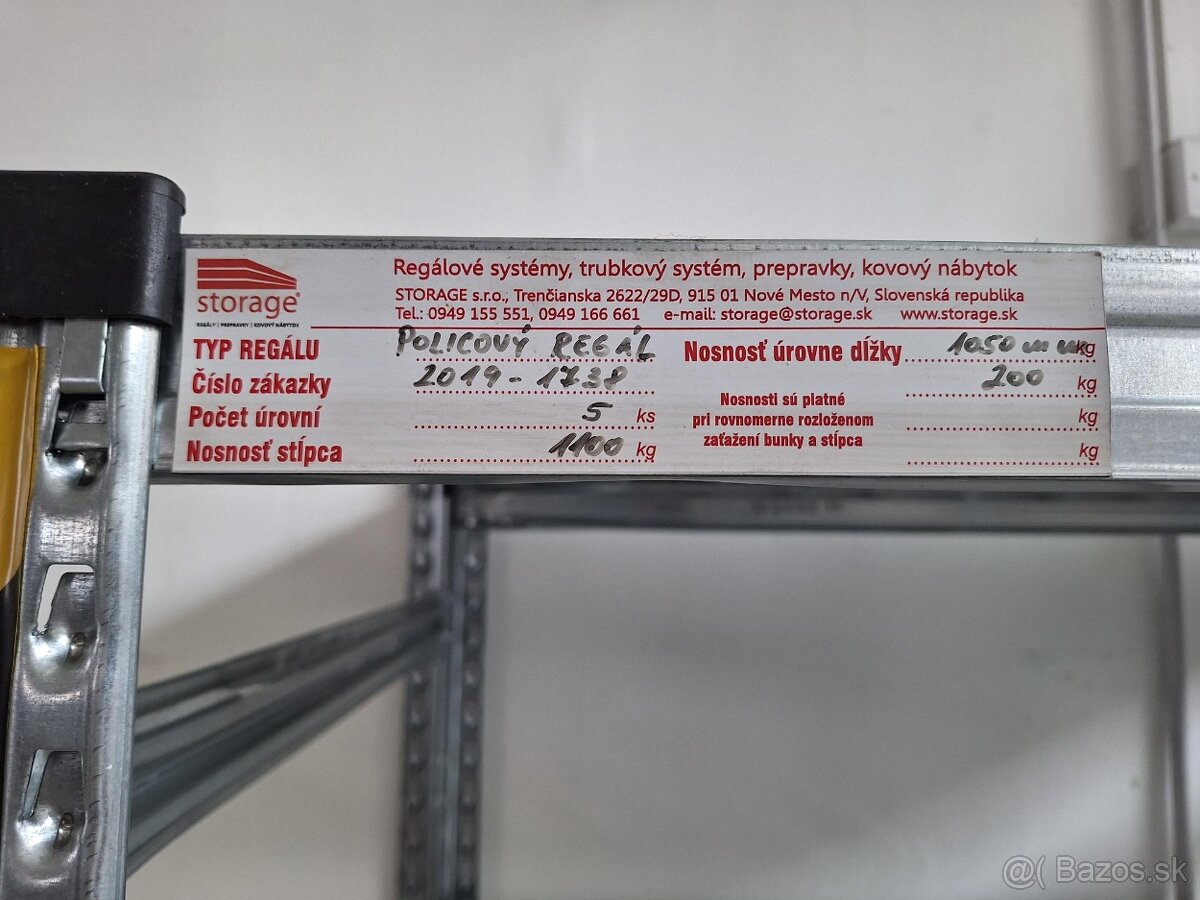 storage®
REGÁLY | PREPRAVKY | KOVOVÝ NÁBYTOK
Regálové systémy, trubkový systém, prepravky, kovový nábytok
STORAGE s.r.o., Trenčianska 2622/29D, 915 01 Nové Mesto n/V, Slovenská republika
Tel.: 0949 155 551, 0949 166 661 e-mail: storage@storage.sk www.storage.sk
TYP REGÁLU POLICOVÝ REGÁL
Číslo zákazky 2019-1738
Počet úrovní 5 ks
Nosnosť stĺpca 1100 kg
Nosnosť úrovne dĺžky 1050 mm kg
200 kg
Nosnosti sú platné
pri rovnomerne rozloženom
zaťažení bunky a stĺpca
kg
kg
@( Bazos.sk